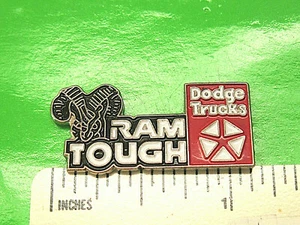 RAM
TOUGH
Dodge
Trucks
INCHES
1